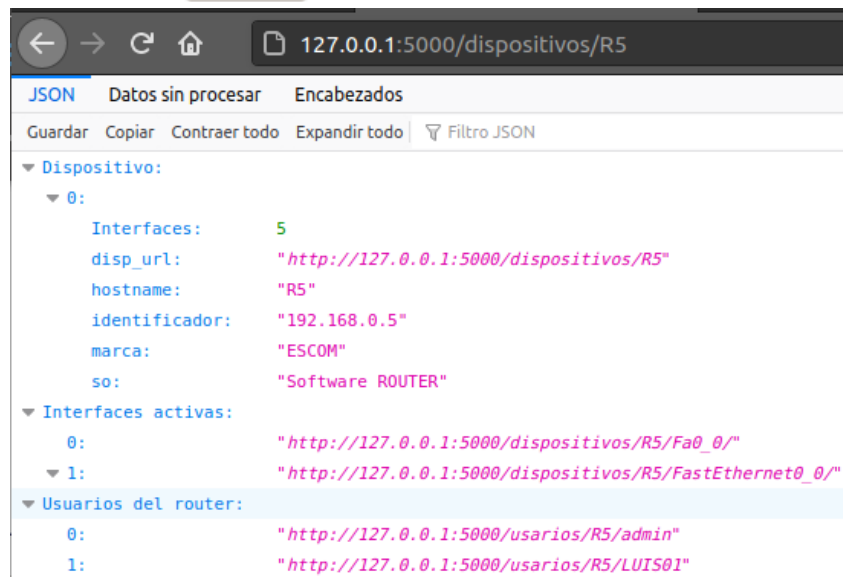 127.0.0.1:5000/dispositivos/R5
JSON Datos sin procesar Encabezados
Guardar Copiar Contraer todo Expandir todo Filtro JSON
Dispositivo:
0:
Interfaces: 5
disp_url: "http://127.0.0.1:5000/dispositivos/R5"
hostname: "R5"
identificador: "192.168.0.5"
marca: "ESCOM"
so: "Software ROUTER"
Interfaces activas:
0: "http://127.0.0.1:5000/dispositivos/R5/Fa0_0/"
1: "http://127.0.0.1:5000/dispositivos/R5/FastEthernet0_0/"
Usuarios del router:
0: "http://127.0.0.1:5000/usarios/R5/admin"
1: "http://127.0.0.1:5000/usarios/R5/LUIS01"